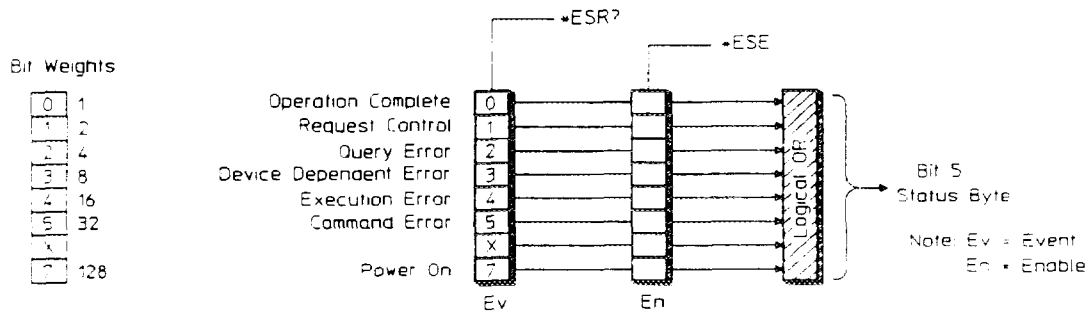 *ESR?
*ESE
Bit Weights
0 1
1 2
2 4
3 8
4 16
5 32
X
7 128
Operation Complete 0
Request Control 1
Query Error 2
Device Dependent Error 3
Execution Error 4
Command Error 5
X
Power On 7
Ev
En
Logical OR
Bit 5
Status Byte
Note: Ev = Event
En = Enable